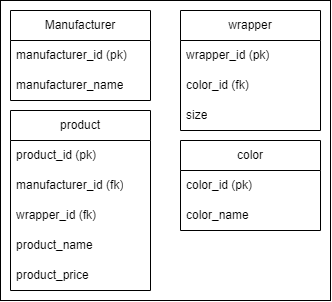 Manufacturer
manufacturer_id (pk)
manufacturer_name
product
product_id (pk)
manufacturer_id (fk)
wrapper_id (fk)
product_name
product_price
wrapper
wrapper_id (pk)
color_id (fk)
size
color
color_id (pk)
color_name